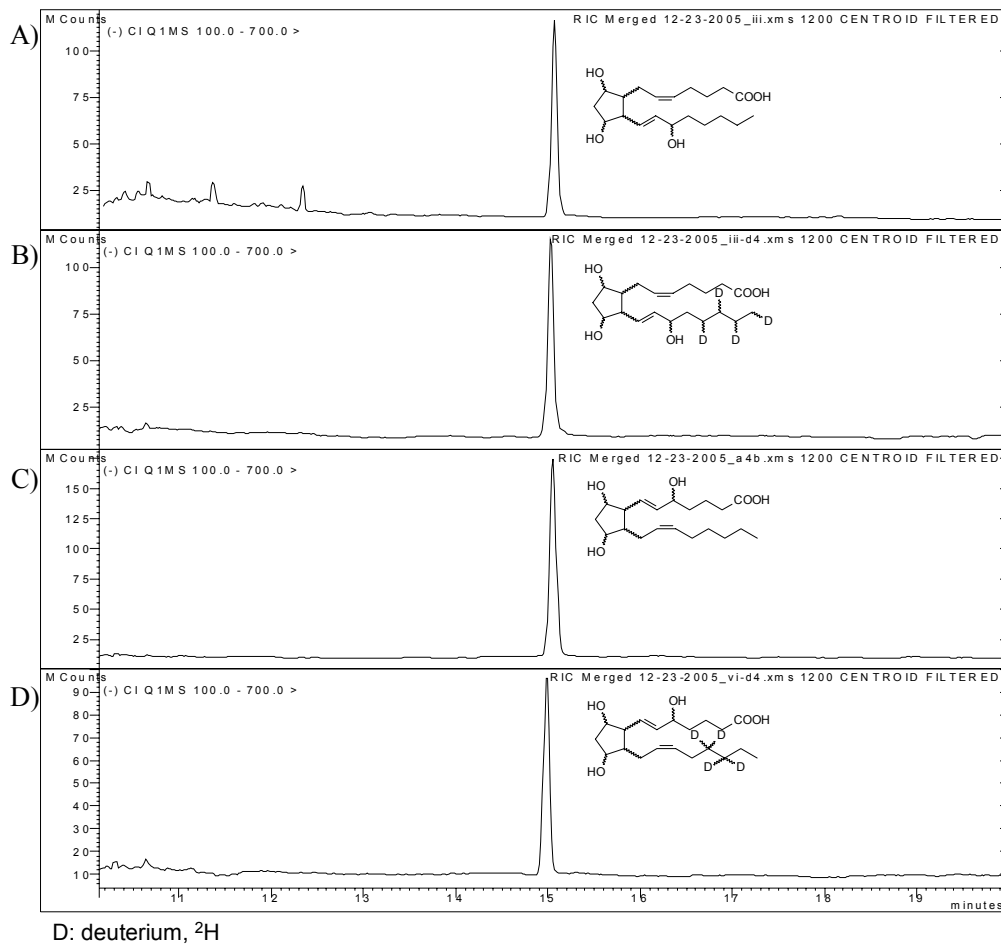 A)
M Counts
RIC Merged 12-23-2005_iii.xms 1200 CENTROID FILTERED
(-) CI Q1MS 100.0 - 700.0 >
100
75
50
25
HO
COOH
HO
OH
B)
M Counts
RIC Merged 12-23-2005_iii-d4.xms 1200 CENTROID FILTERED
(-) CI Q1MS 100.0 - 700.0 >
100
75
50
25
HO
COOH
D
D
HO
OH D D
C)
M Counts
RIC Merged 12-23-2005_a4b.xms 1200 CENTROID FILTERED
(-) CI Q1MS 100.0 - 700.0 >
150
125
100
75
50
25
HO
OH
COOH
HO
D)
M Counts
RIC Merged 12-23-2005_vi-d4.xms 1200 CENTROID FILTERED
(-) CI Q1MS 100.0 - 700.0 >
90
80
70
60
50
40
30
20
10
HO
OH
COOH
D D
D D
HO
11 12 13 14 15 16 17 18 19
minutes
D: deuterium, ²H